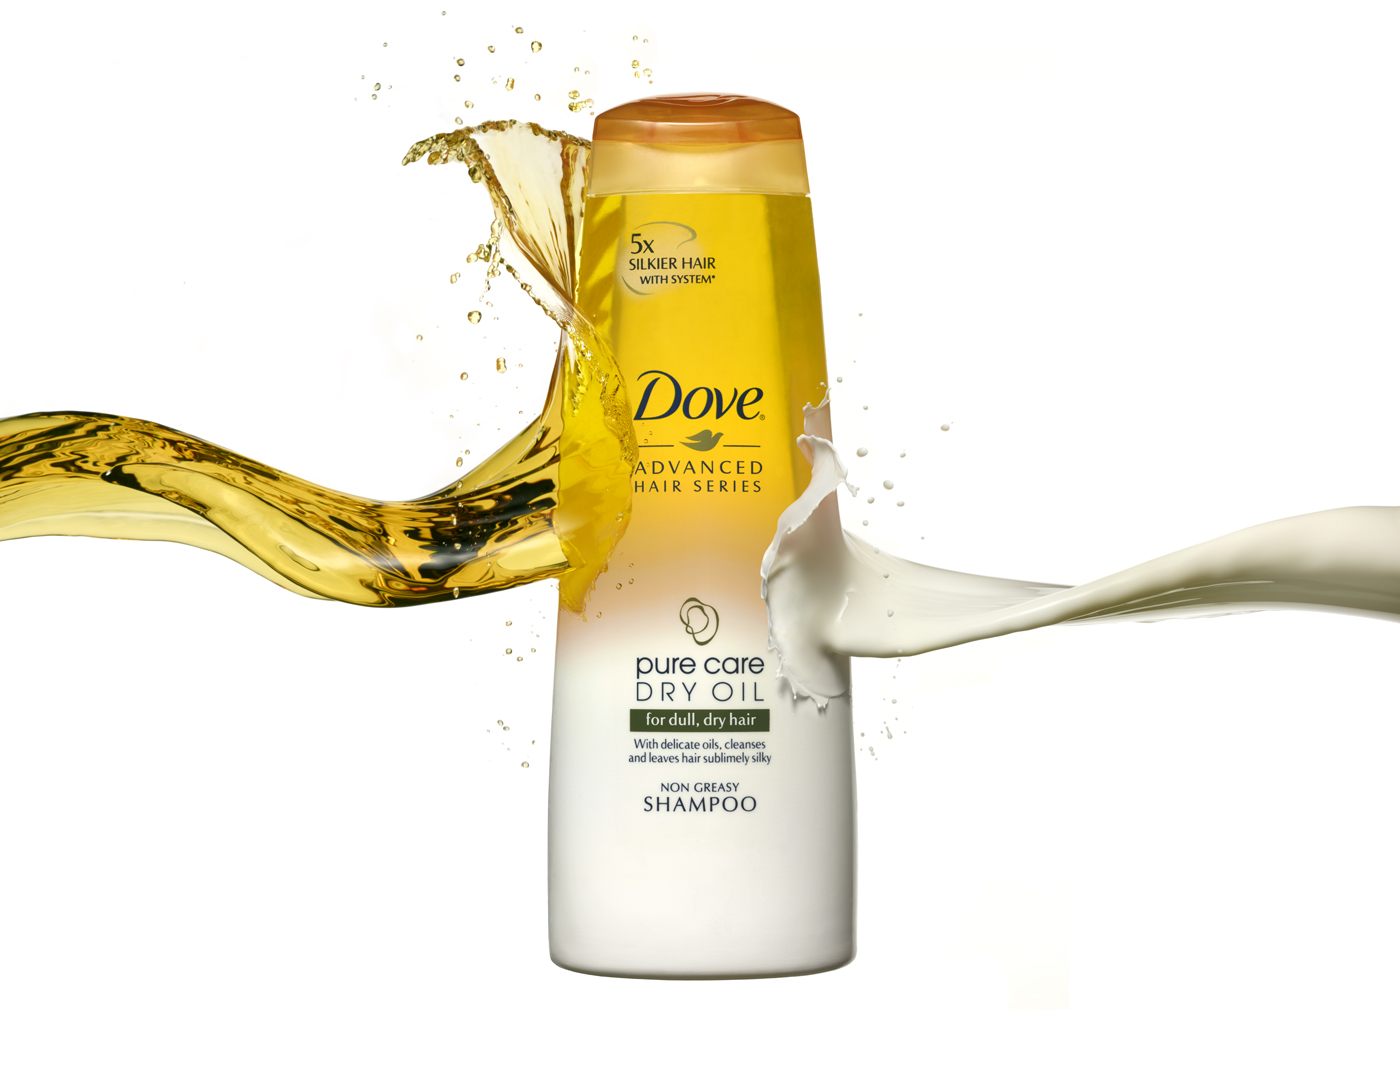 5x
SILKIER HAIR
WITH SYSTEM*
Dove®
ADVANCED
HAIR SERIES
pure care
DRY OIL
for dull, dry hair
With delicate oils, cleanses
and leaves hair sublimely silky
NON GREASY
SHAMPOO